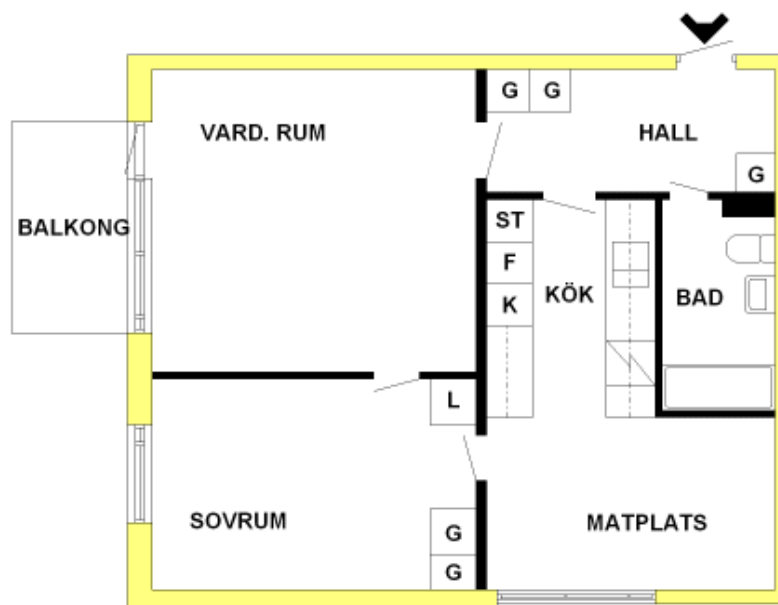 G G
VARD. RUM
HALL
G
ST
BALKONG
F
KÖK
BAD
K
L
SOVRUM
MATPLATS
G
G